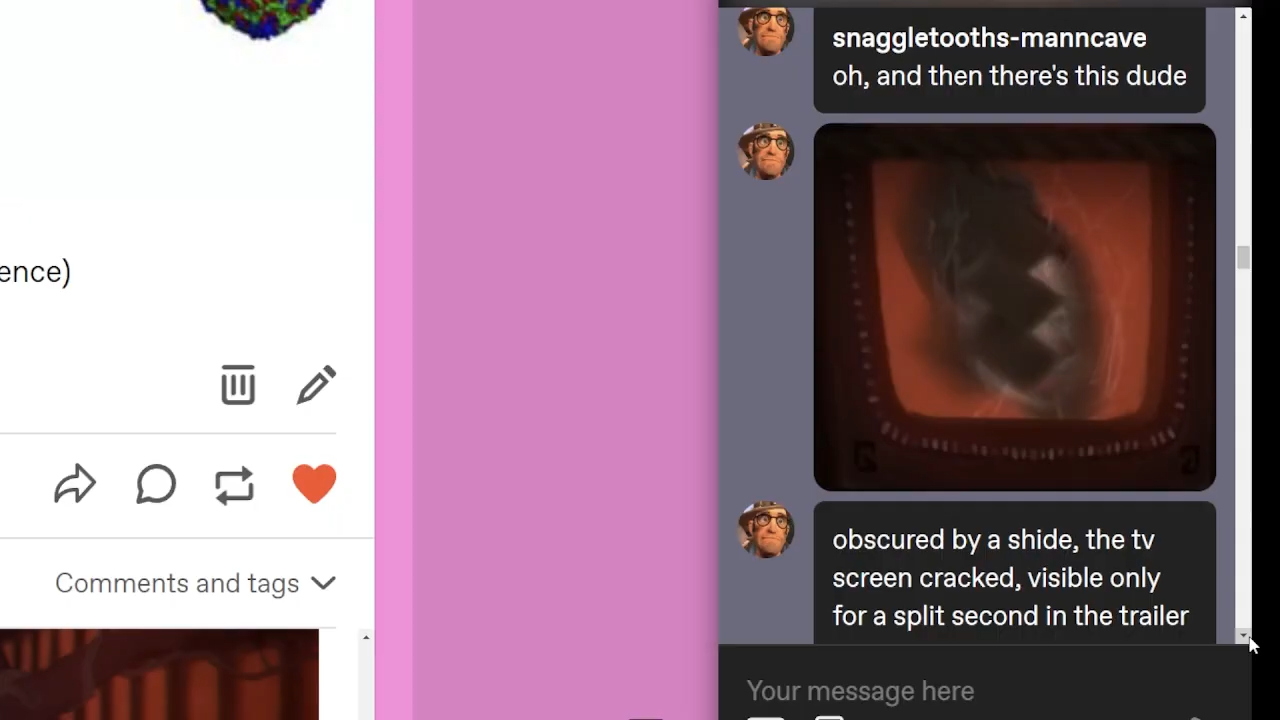 snaggletooths-manncave
oh, and then there's this dude
ence)
obscured by a shide, the tv
screen cracked, visible only
for a split second in the trailer
Comments and tags
Your message here